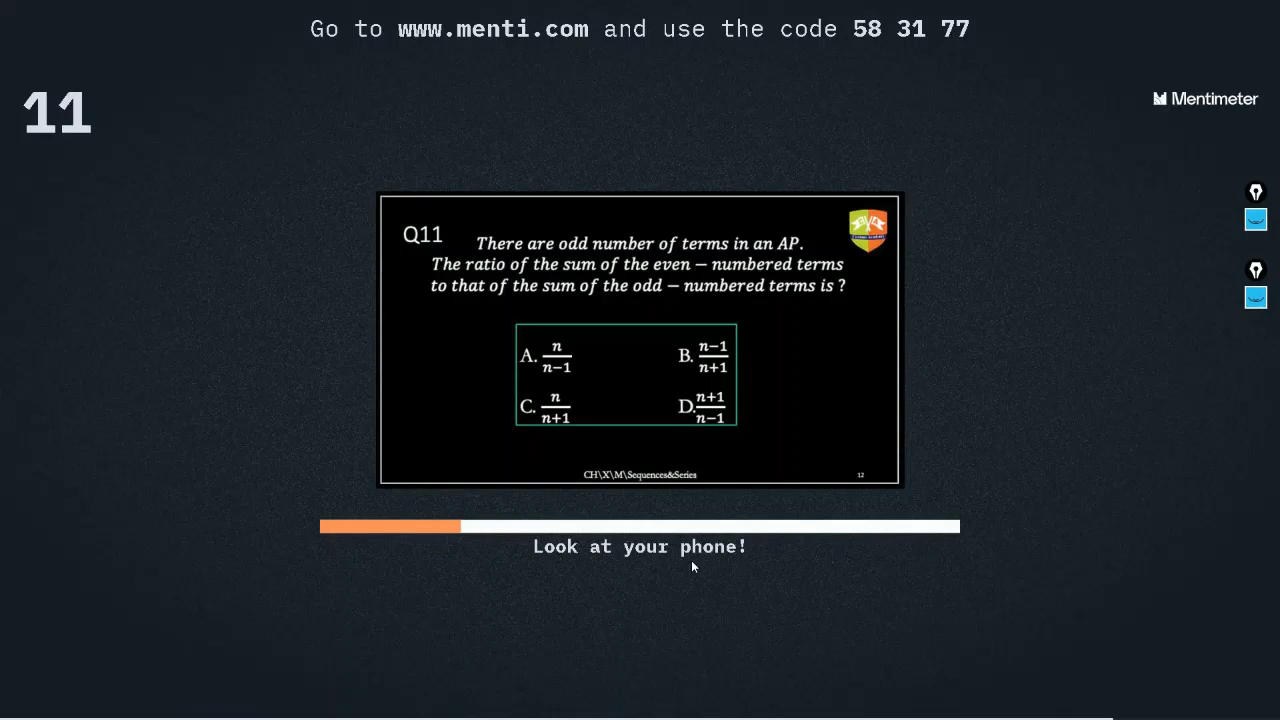 Go to www.menti.com and use the code 58 31 77
11
Mentimeter
Q11
There are odd number of terms in an AP.
The ratio of the sum of the even − numbered terms
to that of the sum of the odd − numbered terms is ?
A. n/n−1
B. n−1/n+1
C. n/n+1
D. n+1/n−1
CH\X\M\Sequences&Series
12
Look at your phone!